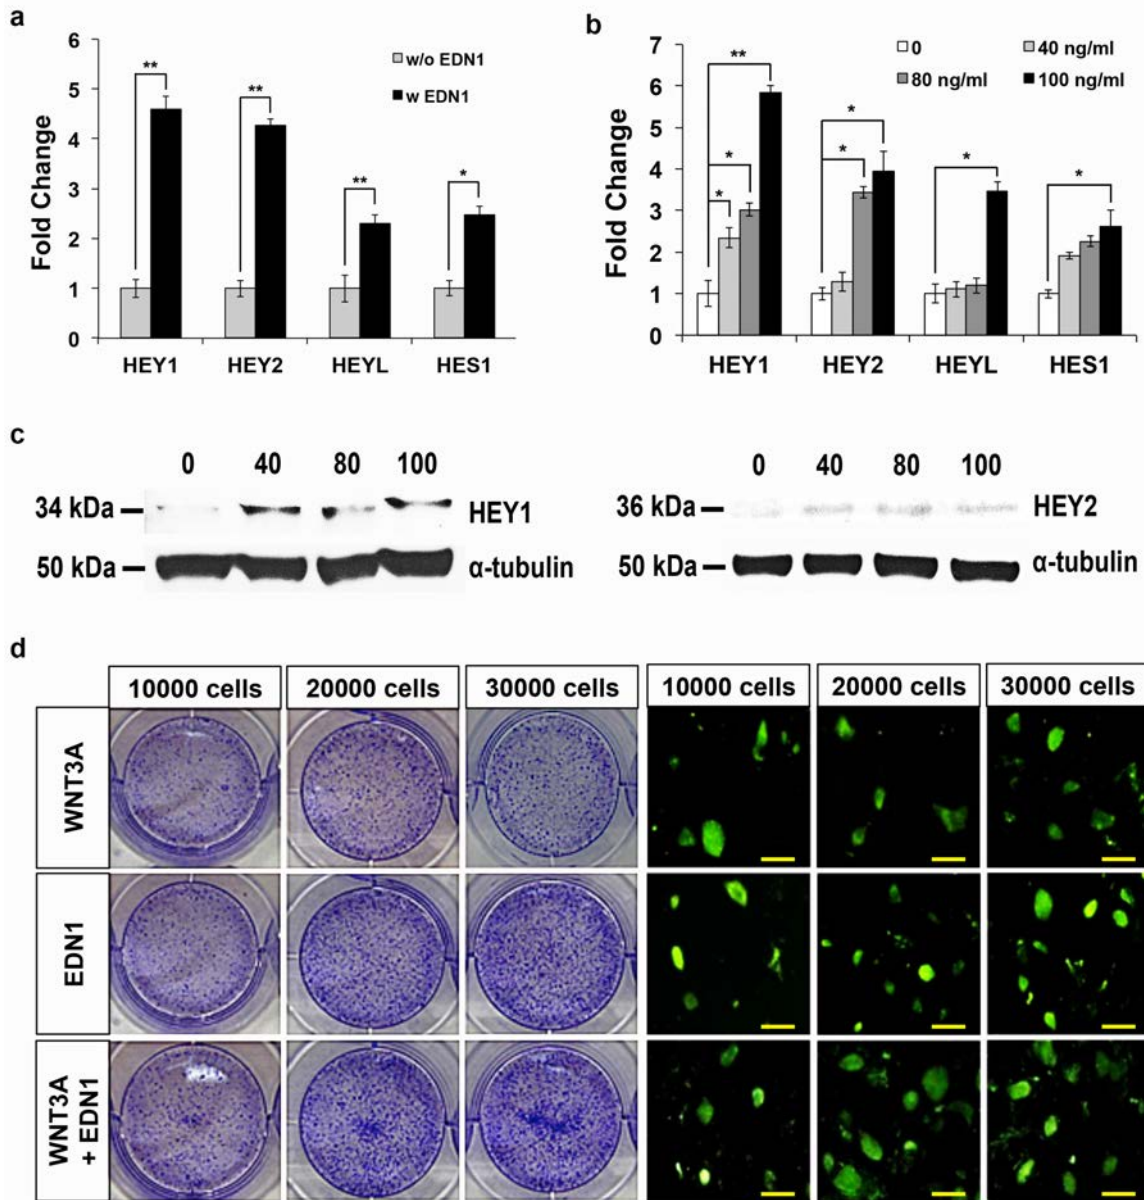 a
6
5
4
3
2
1
0
Fold Change
w/o EDN1
w EDN1
**
**
**
*
HEY1 HEY2 HEYL HES1
b
7
6
5
4
3
2
1
0
Fold Change
0 40 ng/ml
80 ng/ml 100 ng/ml
**
*
*
*
*
*
*
HEY1 HEY2 HEYL HES1
c
0 40 80 100
34 kDa HEY1
50 kDa α-tubulin
0 40 80 100
36 kDa HEY2
50 kDa α-tubulin
d
10000 cells 20000 cells 30000 cells 10000 cells 20000 cells 30000 cells
WNT3A
EDN1
WNT3A
+ EDN1